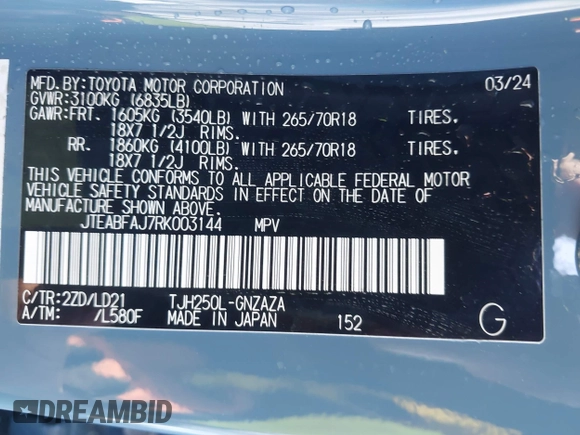 MFD. BY: TOYOTA MOTOR CORPORATION 03/24
GVWR: 3100KG (6835LB)
GAWR: FRT. 1605KG (3540LB) WITH 265/70R18 TIRES.
18X7 1/2J RIMS.
RR. 1860KG (4100LB) WITH 265/70R18 TIRES.
18X7 1/2J RIMS.
THIS VEHICLE CONFORMS TO ALL APPLICABLE FEDERAL MOTOR
VEHICLE SAFETY STANDARDS IN EFFECT ON THE DATE OF
MANUFACTURE SHOWN ABOVE.
JTEABFAJ7RK003144 MPV
C/TR: 2ZD/LD21 TJH250L-GNZAZA
A/TM: /L580F MADE IN JAPAN 152 G
DREAMBID